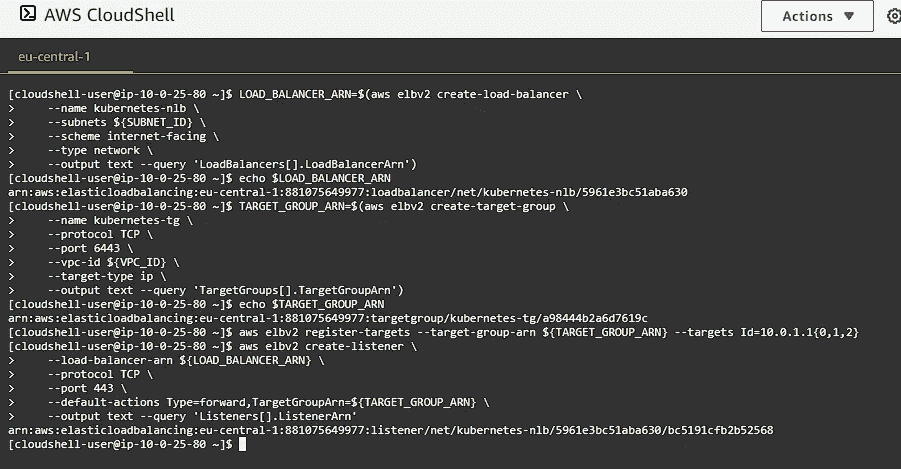 AWS CloudShell
Actions ▼
eu-central-1
[cloudshell-user@ip-10-0-25-80 ~]$ LOAD_BALANCER_ARN=$(aws elbv2 create-load-balancer \
>     --name kubernetes-nlb \
>     --subnets ${SUBNET_ID} \
>     --scheme internet-facing \
>     --type network \
>     --output text --query 'LoadBalancers[].LoadBalancerArn')
[cloudshell-user@ip-10-0-25-80 ~]$ echo $LOAD_BALANCER_ARN
arn:aws:elasticloadbalancing:eu-central-1:881075649977:loadbalancer/net/kubernetes-nlb/5961e3bc51aba630
[cloudshell-user@ip-10-0-25-80 ~]$ TARGET_GROUP_ARN=$(aws elbv2 create-target-group \
>     --name kubernetes-tg \
>     --protocol TCP \
>     --port 6443 \
>     --vpc-id ${VPC_ID} \
>     --target-type ip \
>     --output text --query 'TargetGroups[].TargetGroupArn')
[cloudshell-user@ip-10-0-25-80 ~]$ echo $TARGET_GROUP_ARN
arn:aws:elasticloadbalancing:eu-central-1:881075649977:targetgroup/kubernetes-tg/a98444b2a6d7619c
[cloudshell-user@ip-10-0-25-80 ~]$ aws elbv2 register-targets --target-group-arn ${TARGET_GROUP_ARN} --targets Id=10.0.1.1{0,1,2}
[cloudshell-user@ip-10-0-25-80 ~]$ aws elbv2 create-listener \
>     --load-balancer-arn ${LOAD_BALANCER_ARN} \
>     --protocol TCP \
>     --port 443 \
>     --default-actions Type=forward,TargetGroupArn=${TARGET_GROUP_ARN} \
>     --output text --query 'Listeners[].ListenerArn'
arn:aws:elasticloadbalancing:eu-central-1:881075649977:listener/net/kubernetes-nlb/5961e3bc51aba630/bc5191cfb2b52568
[cloudshell-user@ip-10-0-25-80 ~]$